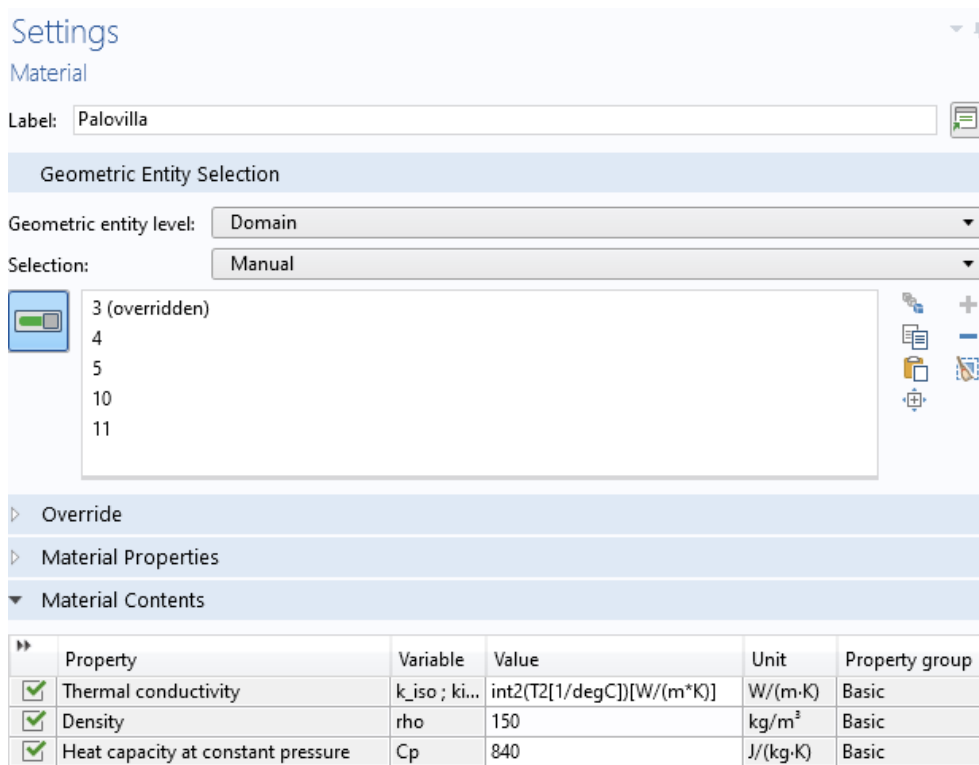 Settings
Material
Label: Palovilla
Geometric Entity Selection
Geometric entity level: Domain
Selection: Manual
3 (overridden)
4
5
10
11
Override
Material Properties
Material Contents
Property Variable Value Unit Property group
Thermal conductivity k_iso ; ki... int2(T2[1/degC])[W/(m*K)] W/(m·K) Basic
Density rho 150 kg/m³ Basic
Heat capacity at constant pressure Cp 840 J/(kg·K) Basic